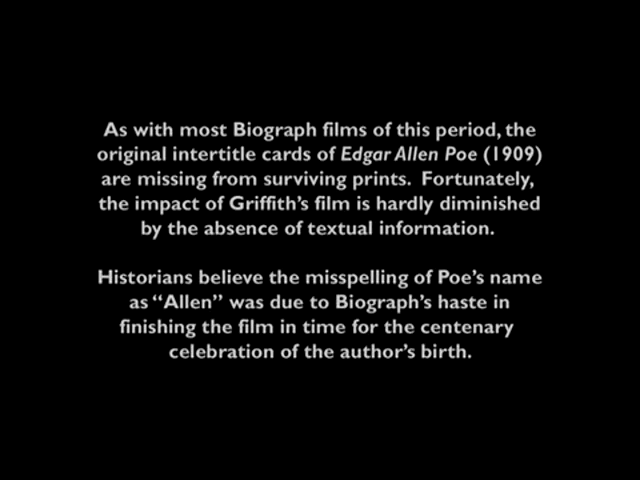 As with most Biograph films of this period, the
original intertitle cards of Edgar Allen Poe (1909)
are missing from surviving prints.  Fortunately,
the impact of Griffith's film is hardly diminished
by the absence of textual information.
Historians believe the misspelling of Poe's name
as “Allen” was due to Biograph's haste in
finishing the film in time for the centenary
celebration of the author's birth.